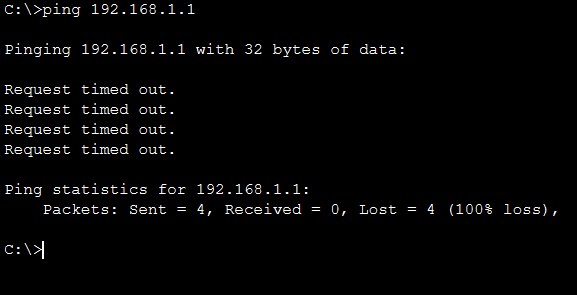 C:\>ping 192.168.1.1
Pinging 192.168.1.1 with 32 bytes of data:
Request timed out.
Request timed out.
Request timed out.
Request timed out.
Ping statistics for 192.168.1.1:
    Packets: Sent = 4, Received = 0, Lost = 4 (100% loss),
C:\>